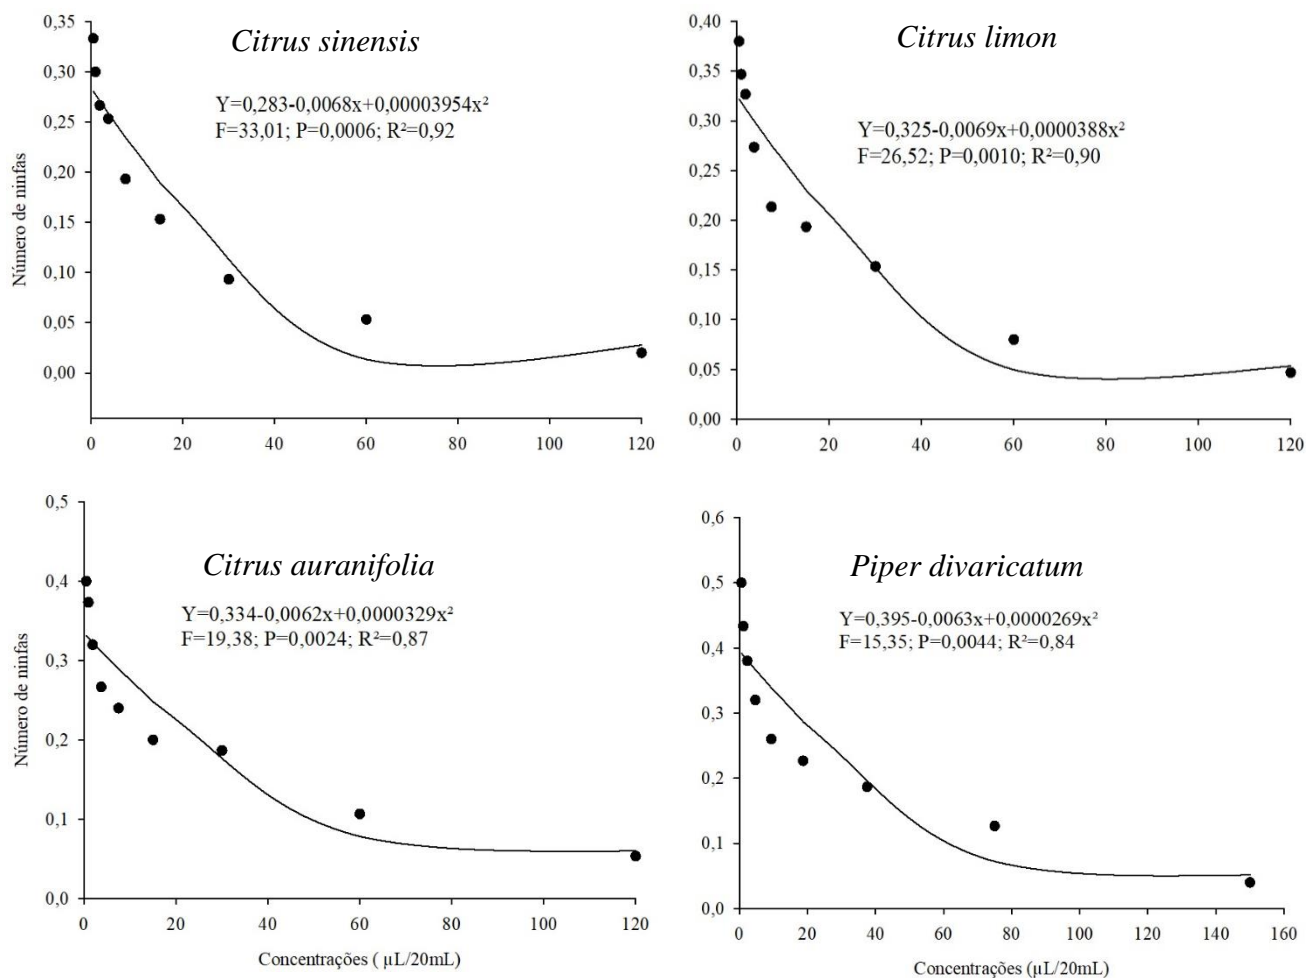 Citrus sinensis
Y=0,283-0,0068x+0,00003954x²
F=33,01; P=0,0006; R²=0,92
Número de ninfas
0,35
0,30
0,25
0,20
0,15
0,10
0,05
0,00
0 20 40 60 80 100 120
Citrus limon
Y=0,325-0,0069x+0,0000388x²
F=26,52; P=0,0010; R²=0,90
0,40
0,35
0,30
0,25
0,20
0,15
0,10
0,05
0,00
0 20 40 60 80 100 120
Citrus auranifolia
Y=0,334-0,0062x+0,0000329x²
F=19,38; P=0,0024; R²=0,87
Número de ninfas
0,5
0,4
0,3
0,2
0,1
0,0
0 20 40 60 80 100 120
Concentrações ( µL/20mL)
Piper divaricatum
Y=0,395-0,0063x+0,0000269x²
F=15,35; P=0,0044; R²=0,84
0,6
0,5
0,4
0,3
0,2
0,1
0,0
0 20 40 60 80 100 120 140 160
Concentrações (µL/20mL)